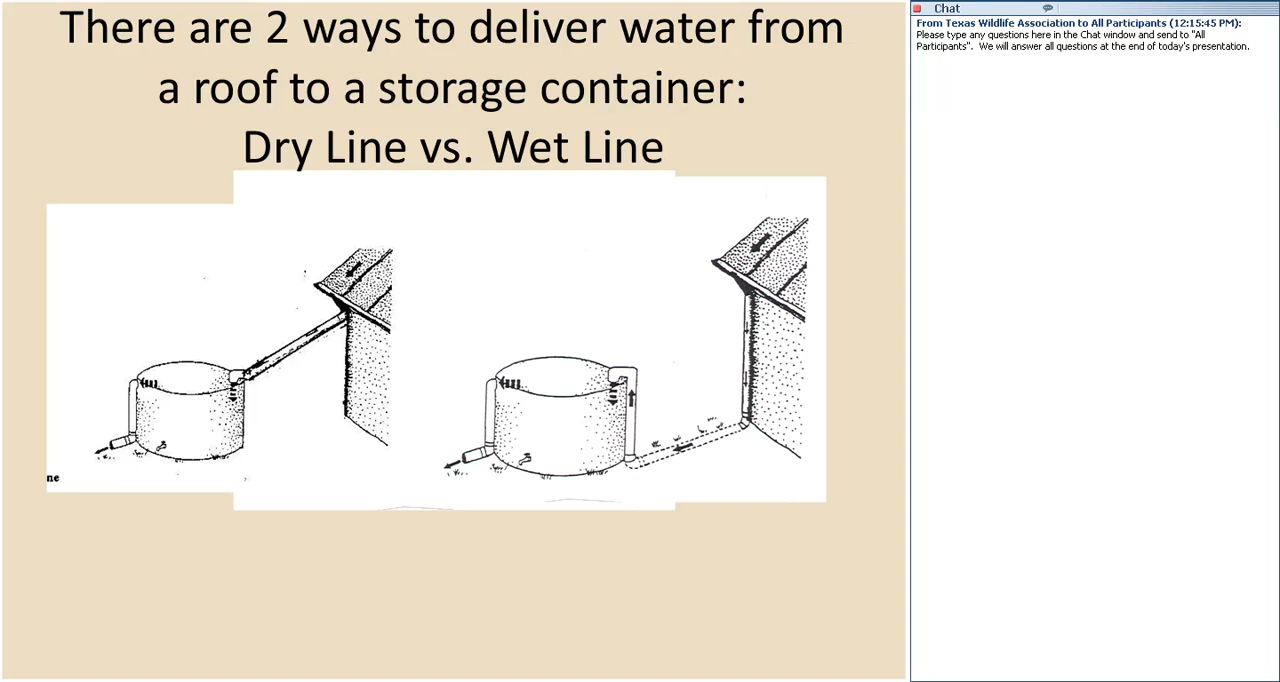 There are 2 ways to deliver water from
a roof to a storage container:
Dry Line vs. Wet Line
ne
Chat
From Texas Wildlife Association to All Participants (12:15:45 PM):
Please type any questions here in the Chat window and send to "All
Participants".  We will answer all questions at the end of today's presentation.